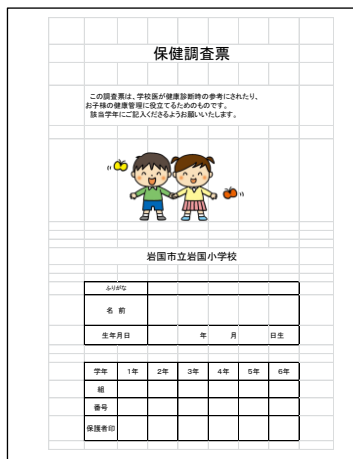 保健調査票
この調査票は、学校医が健康診断時の参考にされたり、
お子様の健康管理に役立てるためのものです。
該当学年にご記入くださるようお願いいたします。
岩国市立岩国小学校
ふりがな
名 前
生年月日 年 月 日生
学年 1年 2年 3年 4年 5年 6年
組
番号
保護者印